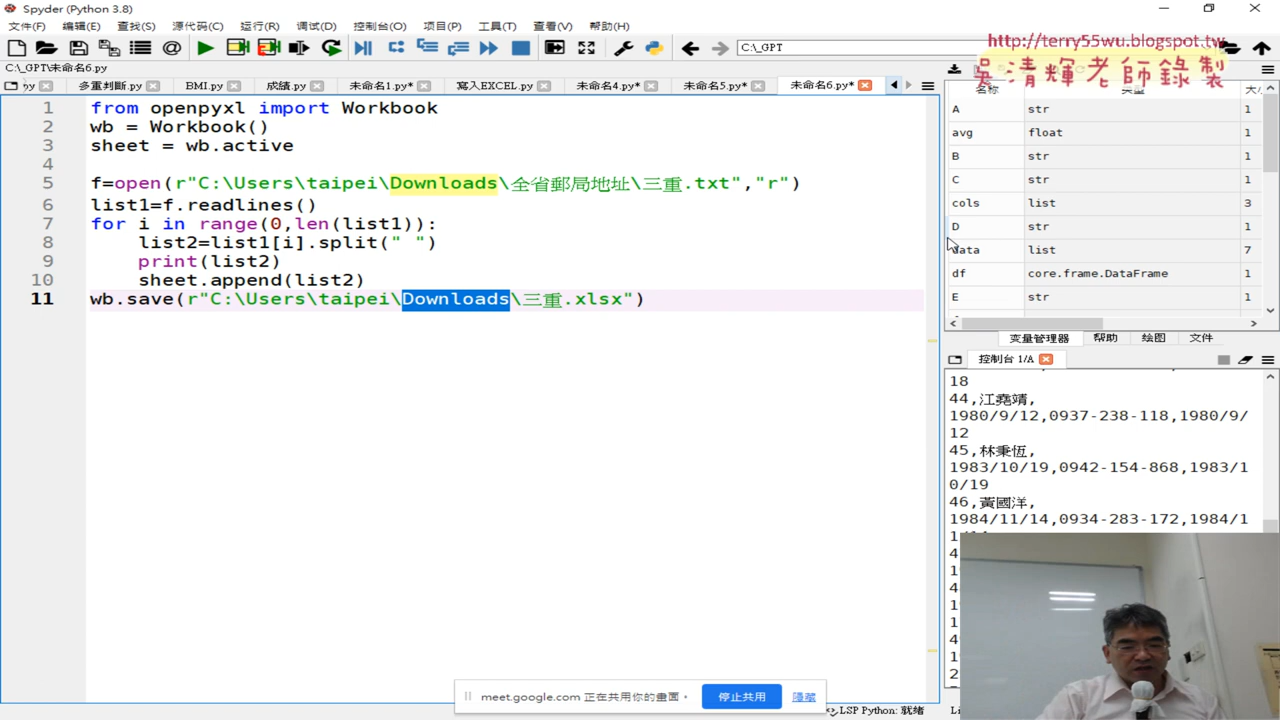 Spyder (Python 3.8)
文件(F) 编辑(E) 查找(S) 源代码(C) 运行(R) 调试(D) 控制台(O) 项目(P) 工具(T) 查看(V) 帮助(H)
C:\_GPT
http://terry55wu.blogspot.tw
吳清輝老師錄製
C:\_GPT\未命名6.py
.py 多重判斷.py BMI.py 成績.py 未命名1.py* 寫入EXCEL.py 未命名4.py* 未命名5.py* 未命名6.py*
1 from openpyxl import Workbook
2 wb = Workbook()
3 sheet = wb.active
4
5 f=open(r"C:\Users\taipei\Downloads\全省郵局地址\三重.txt","r")
6 list1=f.readlines()
7 for i in range(0,len(list1)):
8 list2=list1[i].split(" ")
9 print(list2)
10 sheet.append(list2)
11 wb.save(r"C:\Users\taipei\Downloads\三重.xlsx")
名称 类型 大小
A str 1
avg float 1
B str 1
C str 1
cols list 3
D str 1
data list 7
df core.frame.DataFrame 1
E str 1
变量管理器 帮助 绘图 文件
控制台 1/A
18
44,江堯靖,
1980/9/12,0937-238-118,1980/9/
12
45,林秉恆,
1983/10/19,0942-154-868,1983/1
0/19
46,黃國洋,
1984/11/14,0934-283-172,1984/1
meet.google.com 正在共用你的畫面。 停止共用 隱藏
LSP Python: 就绪